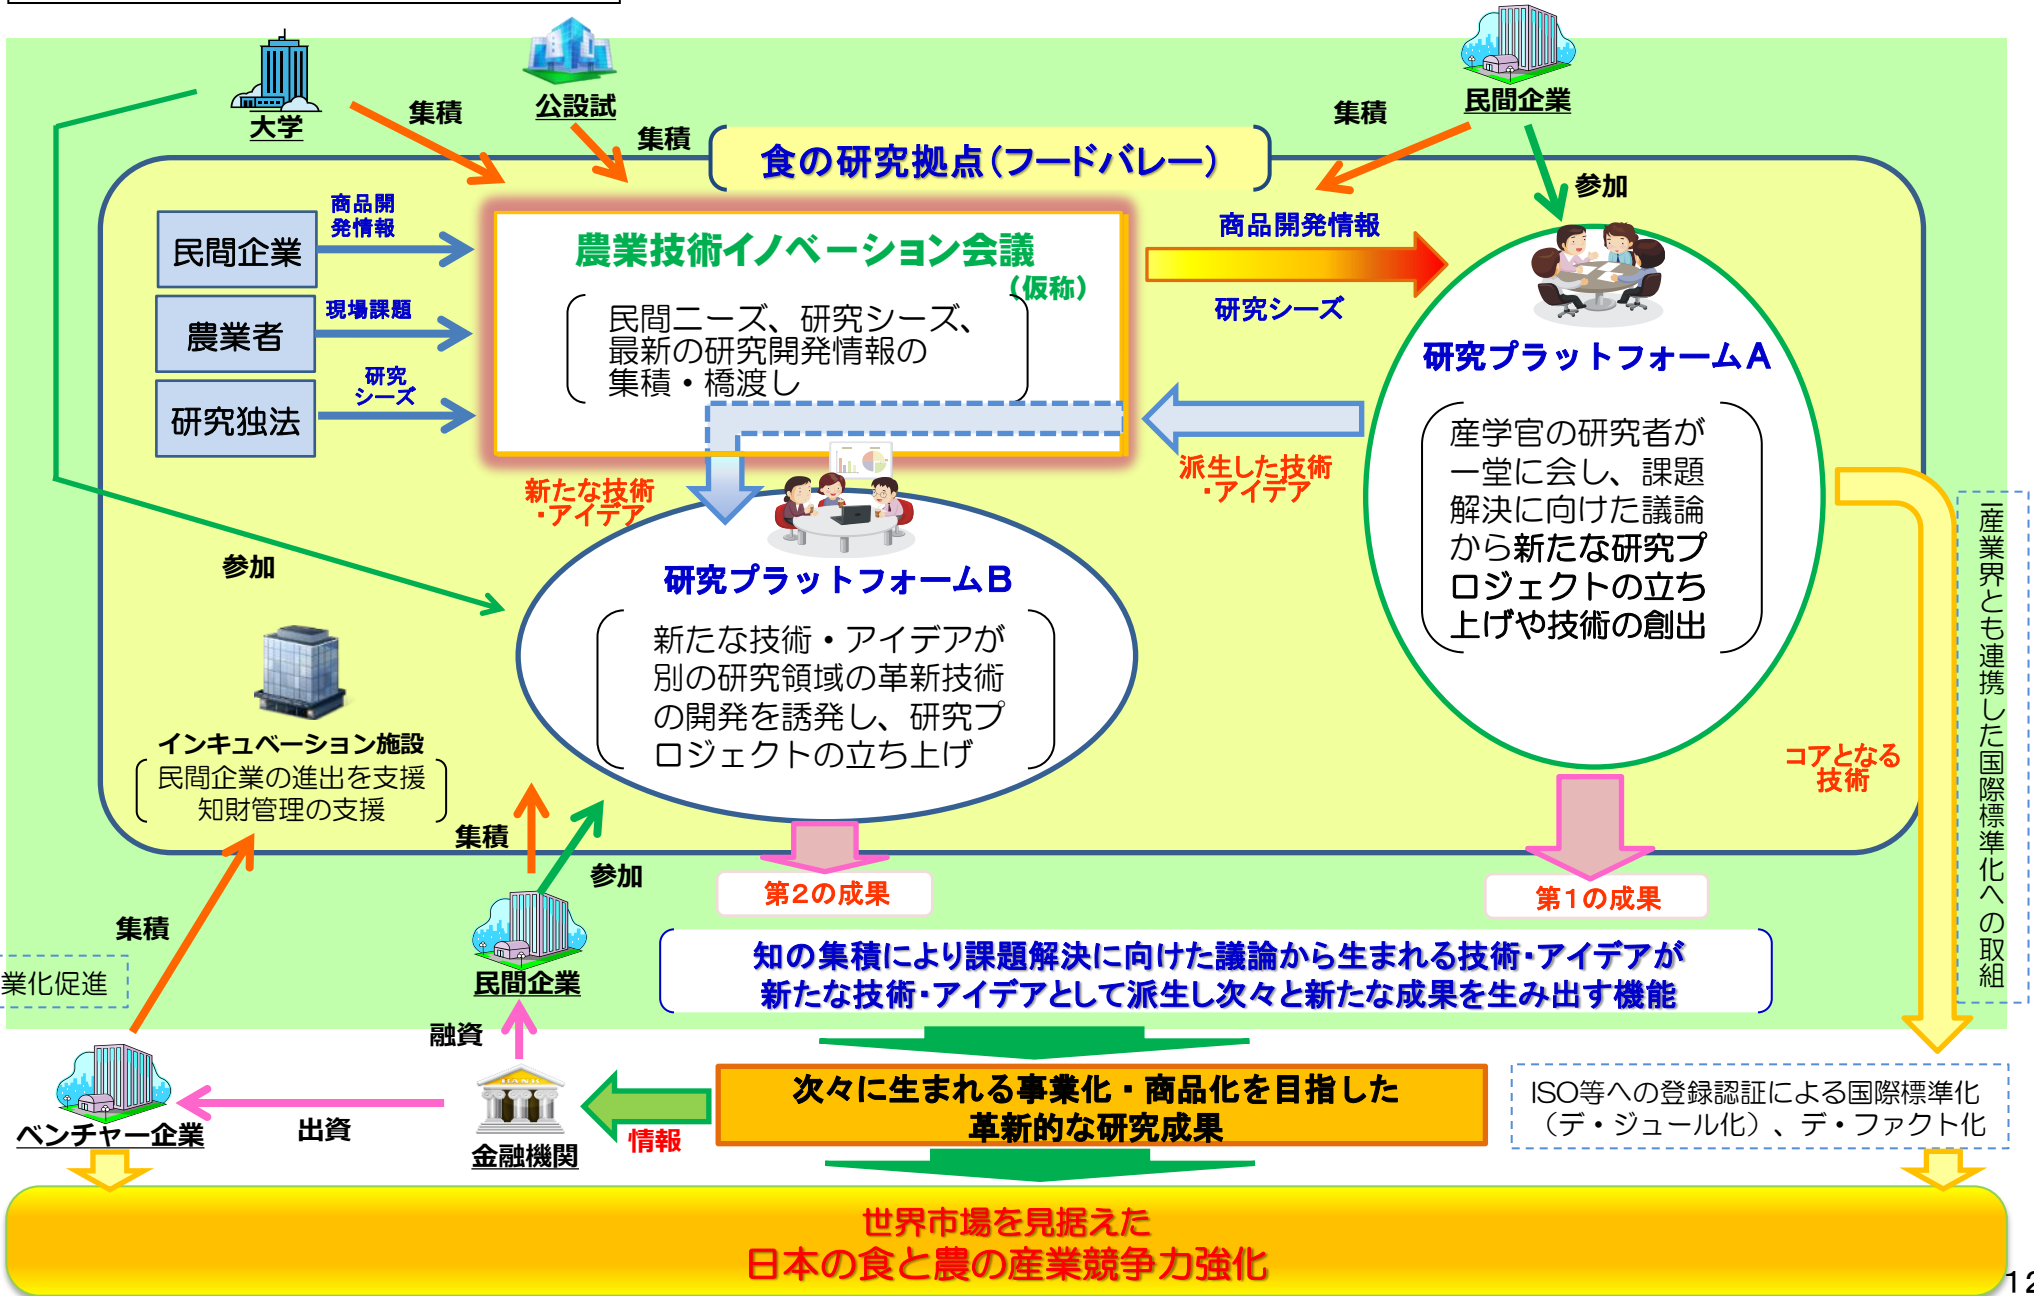 大学
集積
公設試
集積
民間企業
集積
参加
食の研究拠点(フードバレー)
民間企業
商品開
発情報
農業者
現場課題
研究独法
研究
シーズ
農業技術イノベーション会議
(仮称)
民間ニーズ、研究シーズ、
最新の研究開発情報の
集積・橋渡し
商品開発情報
研究シーズ
派生した技術
・アイデア
新たな技術
・アイデア
研究プラットフォームA
産学官の研究者が
一堂に会し、課題
解決に向けた議論
から新たな研究プ
ロジェクトの立ち
上げや技術の創出
参加
研究プラットフォームB
新たな技術・アイデアが
別の研究領域の革新技術
の開発を誘発し、研究プ
ロジェクトの立ち上げ
コアとなる
技術
産業界とも連携した国際標準化への取組
インキュベーション施設
民間企業の進出を支援
知財管理の支援
集積
参加
集積
業化促進
民間企業
第2の成果
第1の成果
知の集積により課題解決に向けた議論から生まれる技術・アイデアが
新たな技術・アイデアとして派生し次々と新たな成果を生み出す機能
融資
BANK
ベンチャー企業
出資
金融機関
情報
次々に生まれる事業化・商品化を目指した
革新的な研究成果
ISO等への登録認証による国際標準化
(デ・ジュール化)、デ・ファクト化
世界市場を見据えた
日本の食と農の産業競争力強化
12